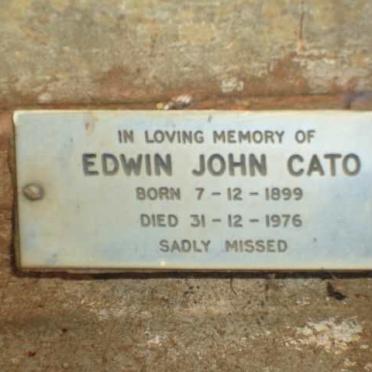 IN LOVING MEMORY OF
EDWIN JOHN CATO
BORN 7-12-1899
DIED 31-12-1976
SADLY MISSED